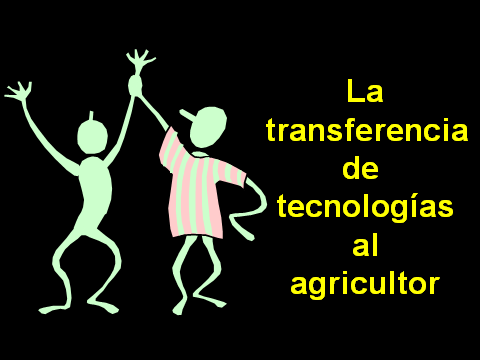 La
transferencia
de
tecnologías
al
agricultor